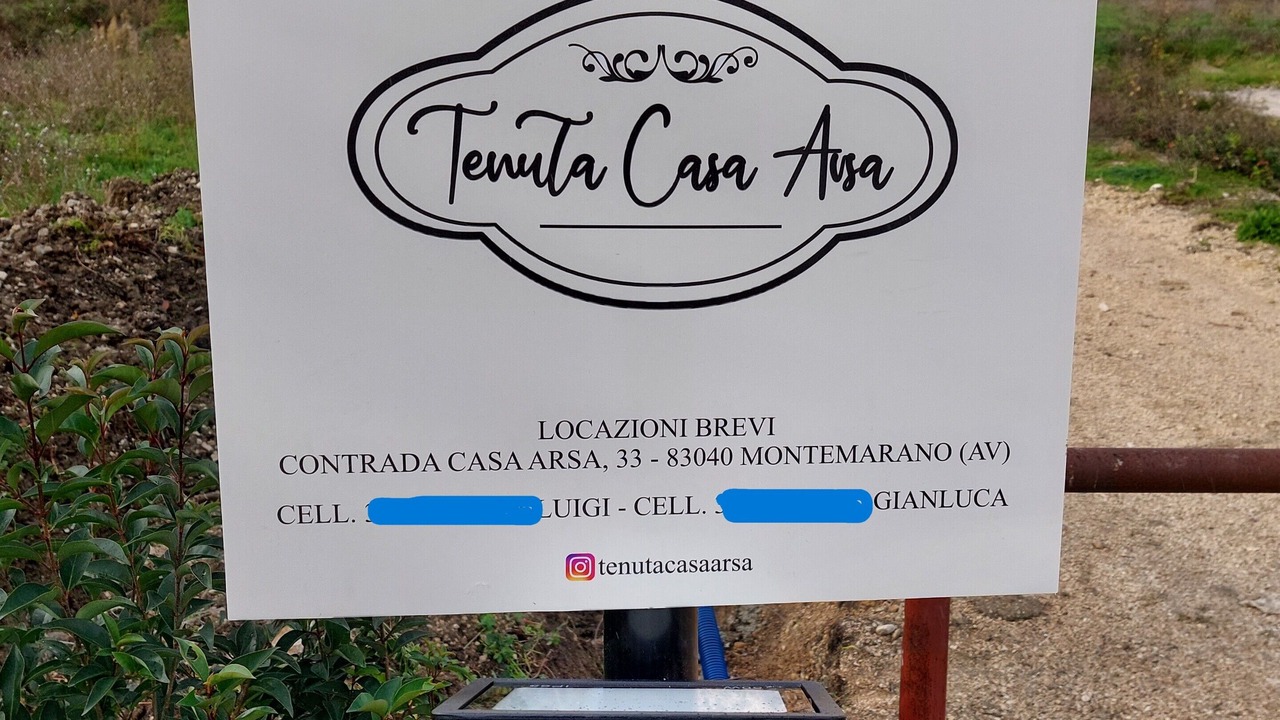 Tenuta Casa Arsa
LOCAZIONI BREVI
CONTRADA CASA ARSA, 33 - 83040 MONTEMARANO (AV)
CELL. LUIGI - CELL. GIANLUCA
tenutacasaarsa